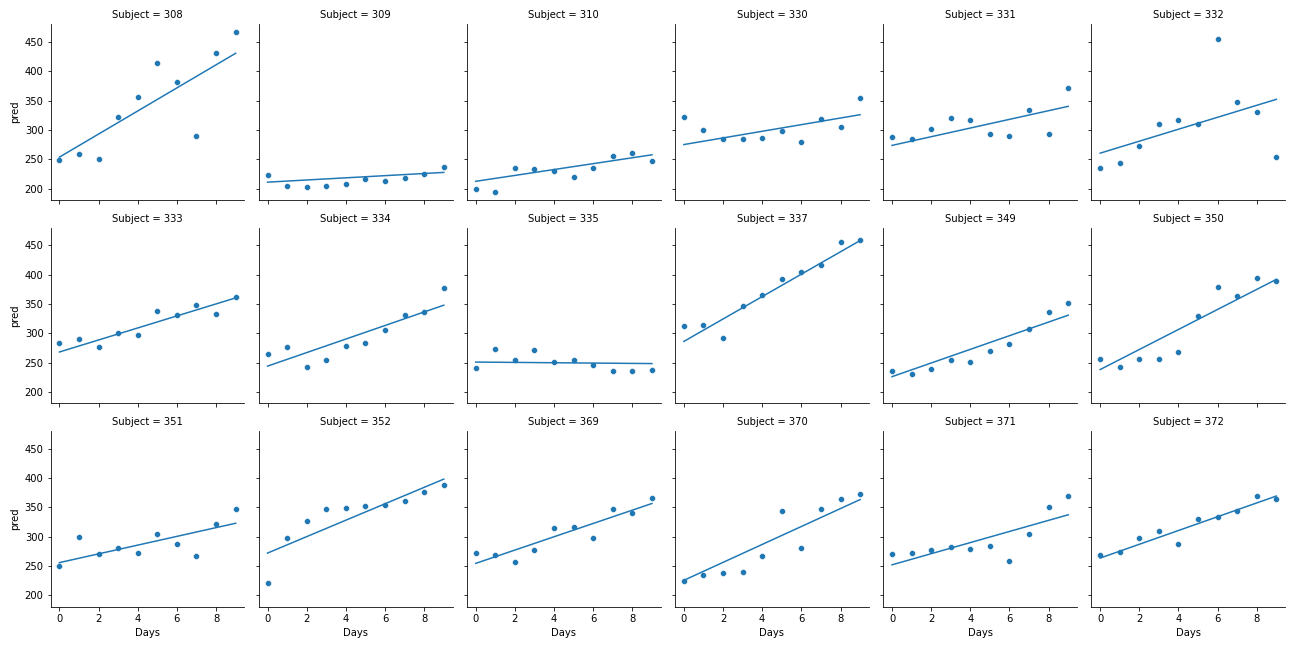 Subject = 308 Subject = 309 Subject = 310 Subject = 330 Subject = 331 Subject = 332
450
400
350
300
250
200
pred
Subject = 333 Subject = 334 Subject = 335 Subject = 337 Subject = 349 Subject = 350
450
400
350
300
250
200
pred
Subject = 351 Subject = 352 Subject = 369 Subject = 370 Subject = 371 Subject = 372
450
400
350
300
250
200
pred
0 2 4 6 8 0 2 4 6 8 0 2 4 6 8 0 2 4 6 8 0 2 4 6 8 0 2 4 6 8
Days Days Days Days Days Days